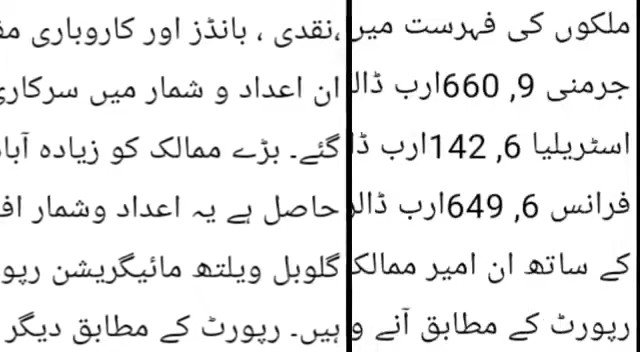 ملکوں کی فہرست میں
جرمنی 9, 660ارب
اسٹریلیا 6, 142ارب
فرانس 6, 649ارب ڈالر
کے ساتھ ان امیر ممالک
رپورٹ کے مطابق آنے
،نقدی ، بانڈز اور کاروباری
ان اعداد و شمار میں سرکاری
گئے۔ بڑے ممالک کو زیادہ
حاصل ہے یہ اعداد وشمار
گلوبل ویلتھ مائیگریشن
ہیں۔ رپورٹ کے مطابق دیگر